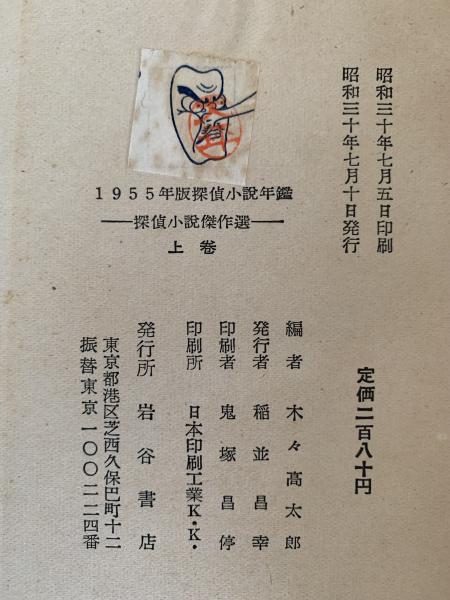 昭和三十年七月五日印刷
昭和三十年七月十日発行
1955年版探偵小説年鑑
―探偵小説傑作選―
上巻
定価二百八十円
編者 木々高太郎
発行者 稲並昌幸
印刷者 鬼塚昌停
印刷所 日本印刷工業K・K・
発行所 岩谷書店
東京都港区芝西久保巴町十二
振替東京一〇〇二二四番